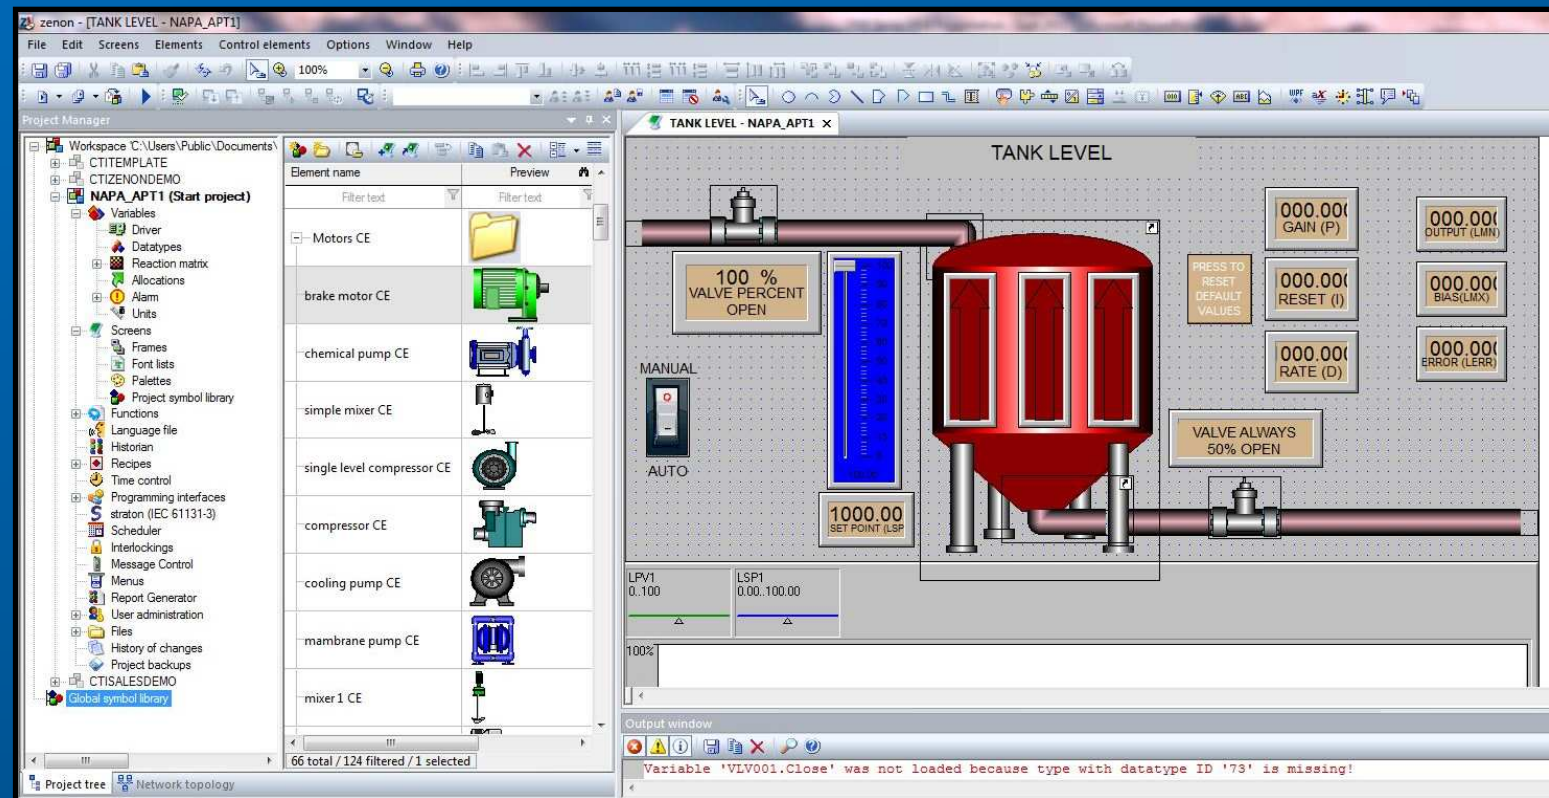 zenon - [TANK LEVEL - NAPA_APT1]
File Edit Screens Elements Control elements Options Window Help
100%
Project Manager
Workspace 'C:\Users\Public\Documents\
CTITEMPLATE
CTIZENONDEMO
NAPA_APT1 (Start project)
Variables
Driver
Datatypes
Reaction matrix
Allocations
Alarm
Units
Screens
Frames
Font lists
Palettes
Project symbol library
Functions
Language file
Historian
Recipes
Time control
Programming interfaces
straton (IEC 61131-3)
Scheduler
Interlockings
Message Control
Menus
Report Generator
User administration
Files
History of changes
Project backups
CTISALESDEMO
Global symbol library
Project tree Network topology
Element name Preview
Filter text Filter text
Motors CE
brake motor CE
chemical pump CE
simple mixer CE
single level compressor CE
compressor CE
cooling pump CE
mambrane pump CE
mixer 1 CE
66 total / 124 filtered / 1 selected
TANK LEVEL - NAPA_APT1 X
TANK LEVEL
100 %
VALVE PERCENT
OPEN
MANUAL
AUTO
1000.00
SET POINT (LSP
PRESS TO
RESET
DEFAULT
VALUES
000.00(
GAIN (P)
000.00(
RESET (I)
000.00(
RATE (D)
000.00(
OUTPUT (LMN)
000.00(
BIAS(LMX)
000.00(
ERROR (LERR)
VALVE ALWAYS
50% OPEN
LPV1
0..100
LSP1
0.00..100.00
100%
Output window
Variable 'VLV001.Close' was not loaded because type with datatype ID '73' is missing!